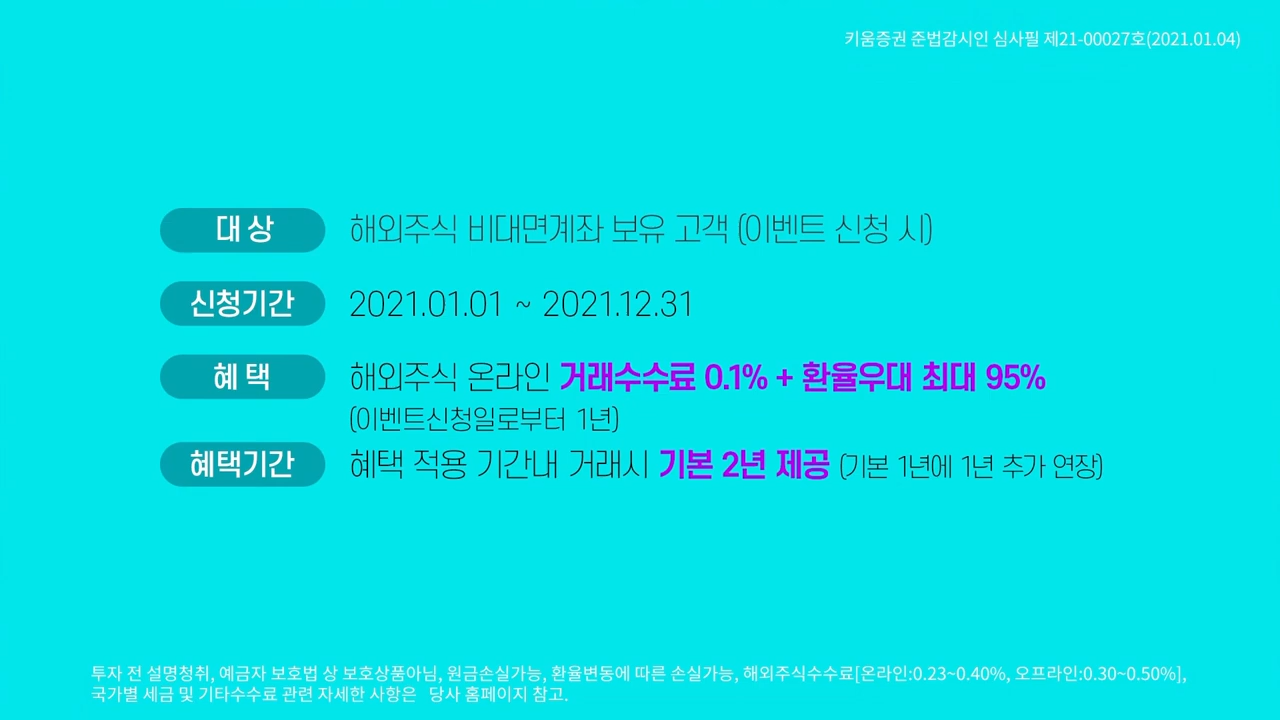 키움증권 준법감시인 심사필 제21-00027호(2021.01.04)
대 상 해외주식 비대면계좌 보유 고객 (이벤트 신청 시)
신청기간 2021.01.01 ~ 2021.12.31
혜 택 해외주식 온라인 거래수수료 0.1% + 환율우대 최대 95%
(이벤트신청일로부터 1년)
혜택기간 혜택 적용 기간내 거래시 기본 2년 제공 (기본 1년에 1년 추가 연장)
투자 전 설명청취, 예금자 보호법 상 보호상품아님, 원금손실가능, 환율변동에 따른 손실가능, 해외주식수수료[온라인:0.23~0.40%, 오프라인:0.30~0.50%],
국가별 세금 및 기타수수료 관련 자세한 사항은 당사 홈페이지 참고.